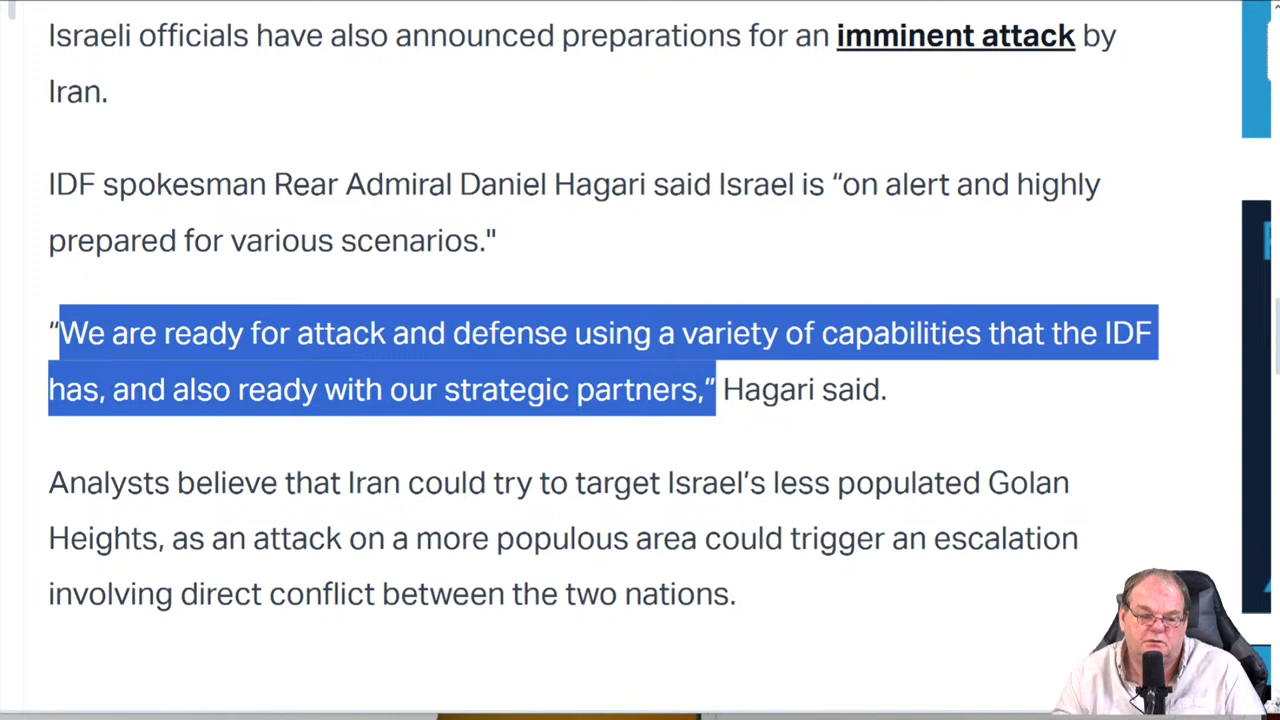 Israeli officials have also announced preparations for an imminent attack by
Iran.
IDF spokesman Rear Admiral Daniel Hagari said Israel is “on alert and highly
prepared for various scenarios."
“We are ready for attack and defense using a variety of capabilities that the IDF
has, and also ready with our strategic partners,” Hagari said.
Analysts believe that Iran could try to target Israel’s less populated Golan
Heights, as an attack on a more populous area could trigger an escalation
involving direct conflict between the two nations.